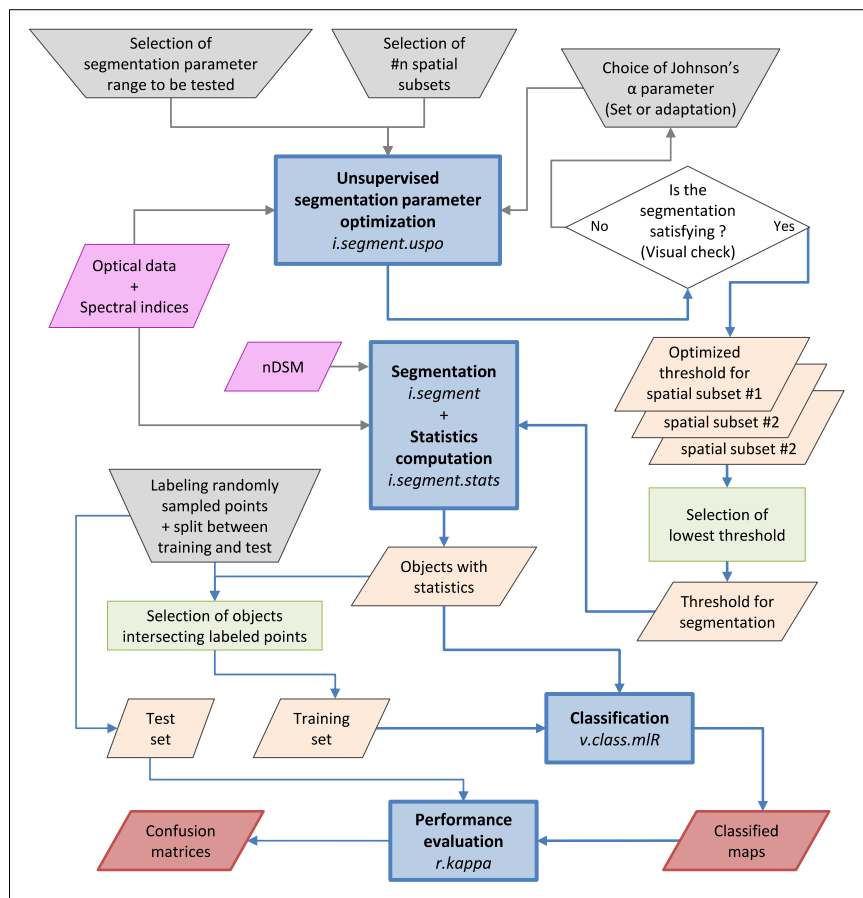 Selection of
segmentation parameter
range to be tested
Selection of
#n spatial
subsets
Choice of Johnson's
α parameter
(Set or adaptation)
Unsupervised
segmentation parameter
optimization
i.segment.uspo
Is the
segmentation
satisfying ?
(Visual check)
No
Yes
Optical data
+
Spectral indices
nDSM
Segmentation
i.segment
+
Statistics
computation
i.segment.stats
Optimized
threshold for
spatial subset #1
spatial subset #2
spatial subset #2
Labeling randomly
sampled points
+ split between
training and test
Selection of
lowest threshold
Objects with
statistics
Threshold for
segmentation
Selection of objects
intersecting labeled points
Test
set
Training
set
Classification
v.class.mlR
Confusion
matrices
Performance
evaluation
r.kappa
Classified
maps